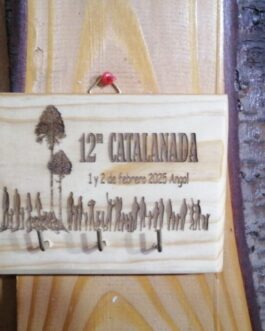 12ª CATALANADA
1 y 2 de febrero 2025 Angol